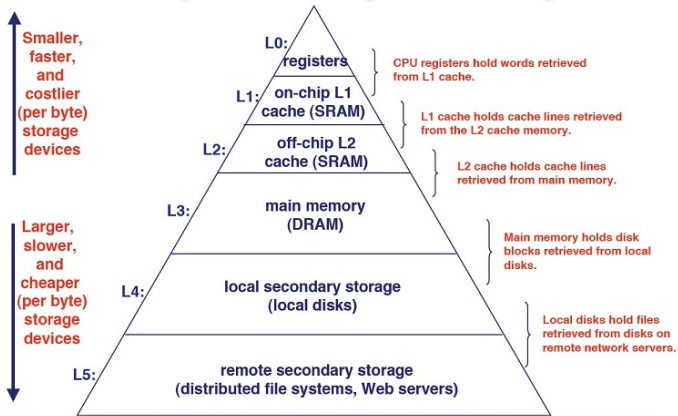 Smaller,
faster,
and
costlier
(per byte)
storage
devices
Larger,
slower,
and
cheaper
(per byte)
storage
devices
L0:
registers
CPU registers hold words retrieved
from L1 cache.
L1:
on-chip L1
cache (SRAM)
L1 cache holds cache lines retrieved
from the L2 cache memory.
L2:
off-chip L2
cache (SRAM)
L2 cache holds cache lines
retrieved from main memory.
L3:
main memory
(DRAM)
Main memory holds disk
blocks retrieved from local
disks.
L4:
local secondary storage
(local disks)
Local disks hold files
retrieved from disks on
remote network servers.
L5:
remote secondary storage
(distributed file systems, Web servers)